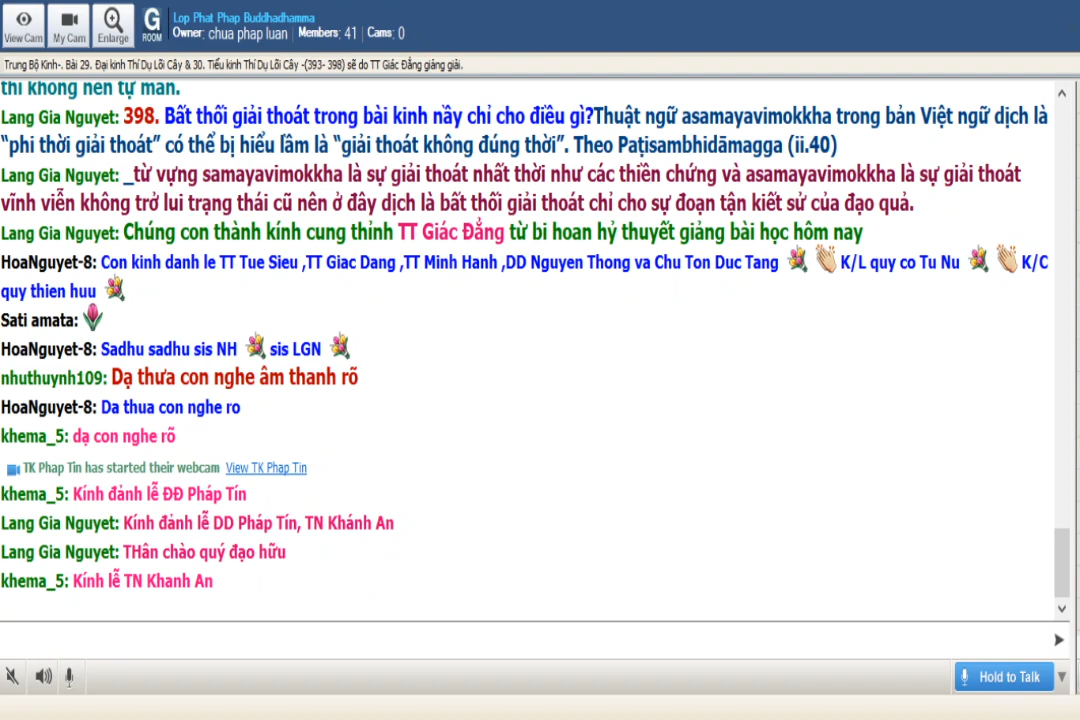 View Cam
My Cam
Enlarge
G ROOM
Lop Phat Phap Buddhadhamma
Owner: chua phap luan Members: 41 Cams: 0
Trung Bộ Kinh-. Bài 29. Đại kinh Thí Dụ Lõi Cây & 30. Tiểu kinh Thí Dụ Lõi Cây -(393- 398) sẽ do TT Giác Đẳng giảng giải.
thì không nên tự mãn.
Lang Gia Nguyet: 398. Bất thối giải thoát trong bài kinh nầy chỉ cho điều gì?Thuật ngữ asamayavimokkha trong bản Việt ngữ dịch là
“phi thời giải thoát” có thể bị hiểu lầm là “giải thoát không đúng thời”. Theo Paṭisambhidāmagga (ii.40)
Lang Gia Nguyet: _từ vựng samayavimokkha là sự giải thoát nhất thời như các thiền chứng và asamayavimokkha là sự giải thoát
vĩnh viễn không trở lui trạng thái cũ nên ở đây dịch là bất thối giải thoát chỉ cho sự đoạn tận kiết sử của đạo quả.
Lang Gia Nguyet: Chúng con thành kính cung thỉnh TT Giác Đẳng từ bi hoan hỷ thuyết giảng bài học hôm nay
HoaNguyet-8: Con kinh danh le TT Tue Sieu ,TT Giac Dang ,TT Minh Hanh ,DD Nguyen Thong va Chu Ton Duc Tang K/L quy co Tu Nu K/C
quy thien huu
Sati amata:
HoaNguyet-8: Sadhu sadhu sis NH sis LGN
nhuthuynh109: Dạ thưa con nghe âm thanh rõ
HoaNguyet-8: Da thua con nghe ro
khema_5: dạ con nghe rõ
TK Phap Tin has started their webcam View TK Phap Tin
khema_5: Kính đảnh lễ ĐĐ Pháp Tín
Lang Gia Nguyet: Kính đảnh lễ DD Pháp Tín, TN Khánh An
Lang Gia Nguyet: THân chào quý đạo hữu
khema_5: Kính lễ TN Khanh An
Hold to Talk